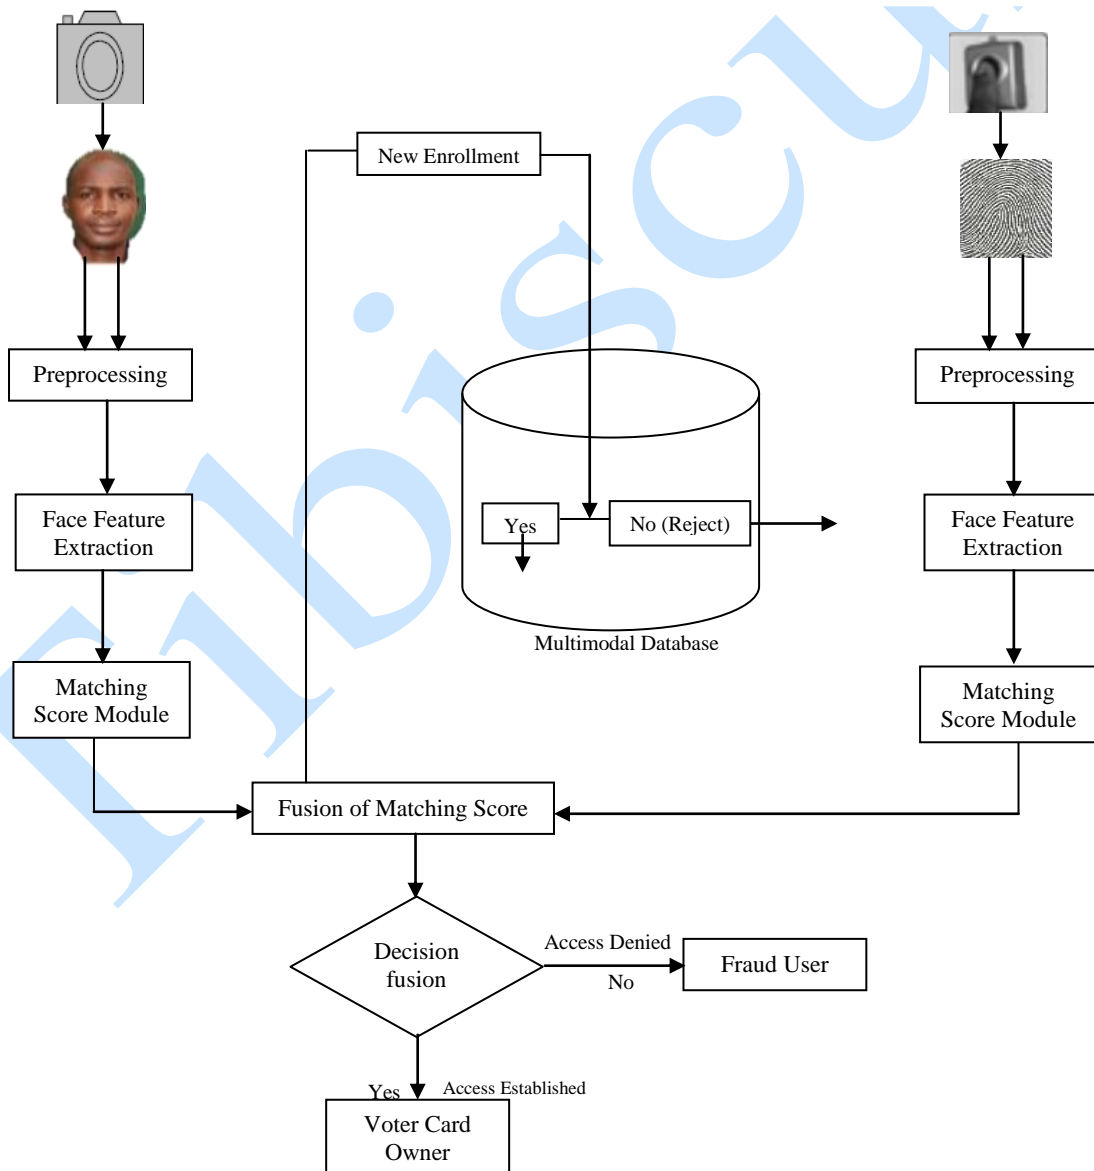 New Enrollment
Preprocessing
Preprocessing
Face Feature
Extraction
Yes
No (Reject)
Face Feature
Extraction
Multimodal Database
Matching
Score Module
Matching
Score Module
Fusion of Matching Score
Decision
fusion
Access Denied
No
Fraud User
Yes
Access Established
Voter Card
Owner
Tibiscu